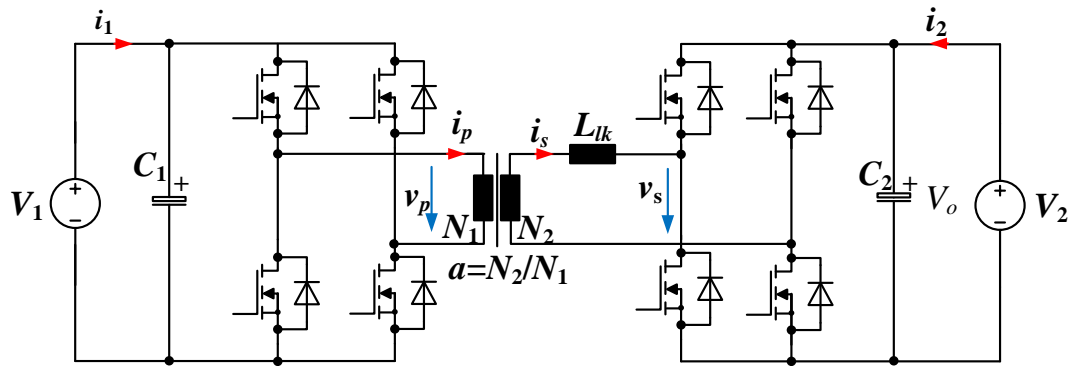 i₁
i₂
iₚ
iₛ
Lₗₖ
C₁
+
C₂
+
V₁
+
−
vₚ
vₛ
Vₒ
+
−
V₂
N₁
N₂
a=N₂/N₁